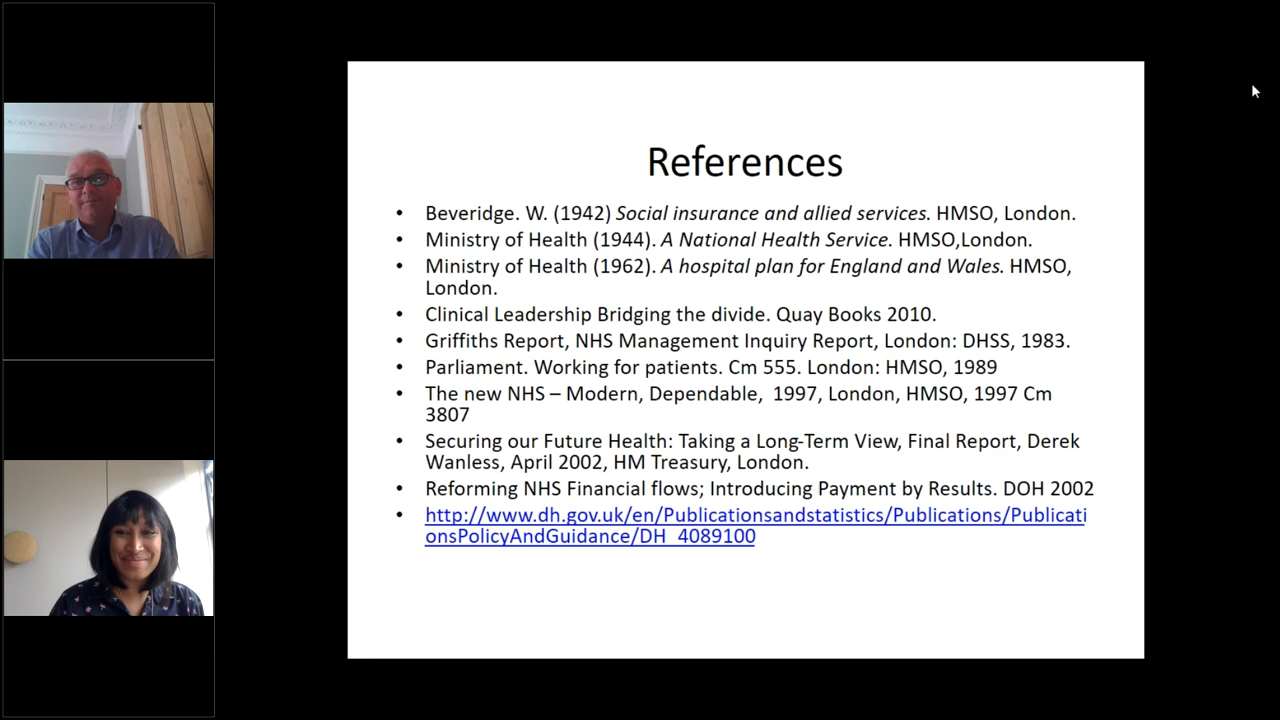 References
• Beveridge. W. (1942) Social insurance and allied services. HMSO, London.
• Ministry of Health (1944). A National Health Service. HMSO,London.
• Ministry of Health (1962). A hospital plan for England and Wales. HMSO,
London.
• Clinical Leadership Bridging the divide. Quay Books 2010.
• Griffiths Report, NHS Management Inquiry Report, London: DHSS, 1983.
• Parliament. Working for patients. Cm 555. London: HMSO, 1989
• The new NHS – Modern, Dependable,  1997, London, HMSO, 1997 Cm
3807
• Securing our Future Health: Taking a Long-Term View, Final Report, Derek
Wanless, April 2002, HM Treasury, London.
• Reforming NHS Financial flows; Introducing Payment by Results. DOH 2002
• http://www.dh.gov.uk/en/Publicationsandstatistics/Publications/Publicati
onsPolicyAndGuidance/DH_4089100